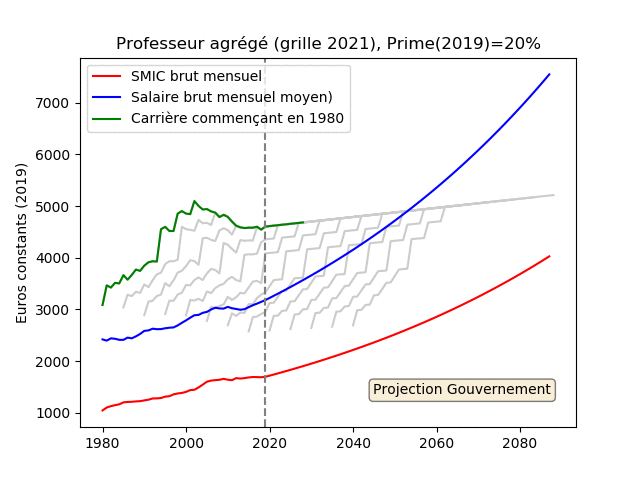 Professeur agrégé (grille 2021), Prime(2019)=20%
SMIC brut mensuel
Salaire brut mensuel moyen)
Carrière commençant en 1980
Euros constants (2019)
7000
6000
5000
4000
3000
2000
1000
Projection Gouvernement
1980
2000
2020
2040
2060
2080